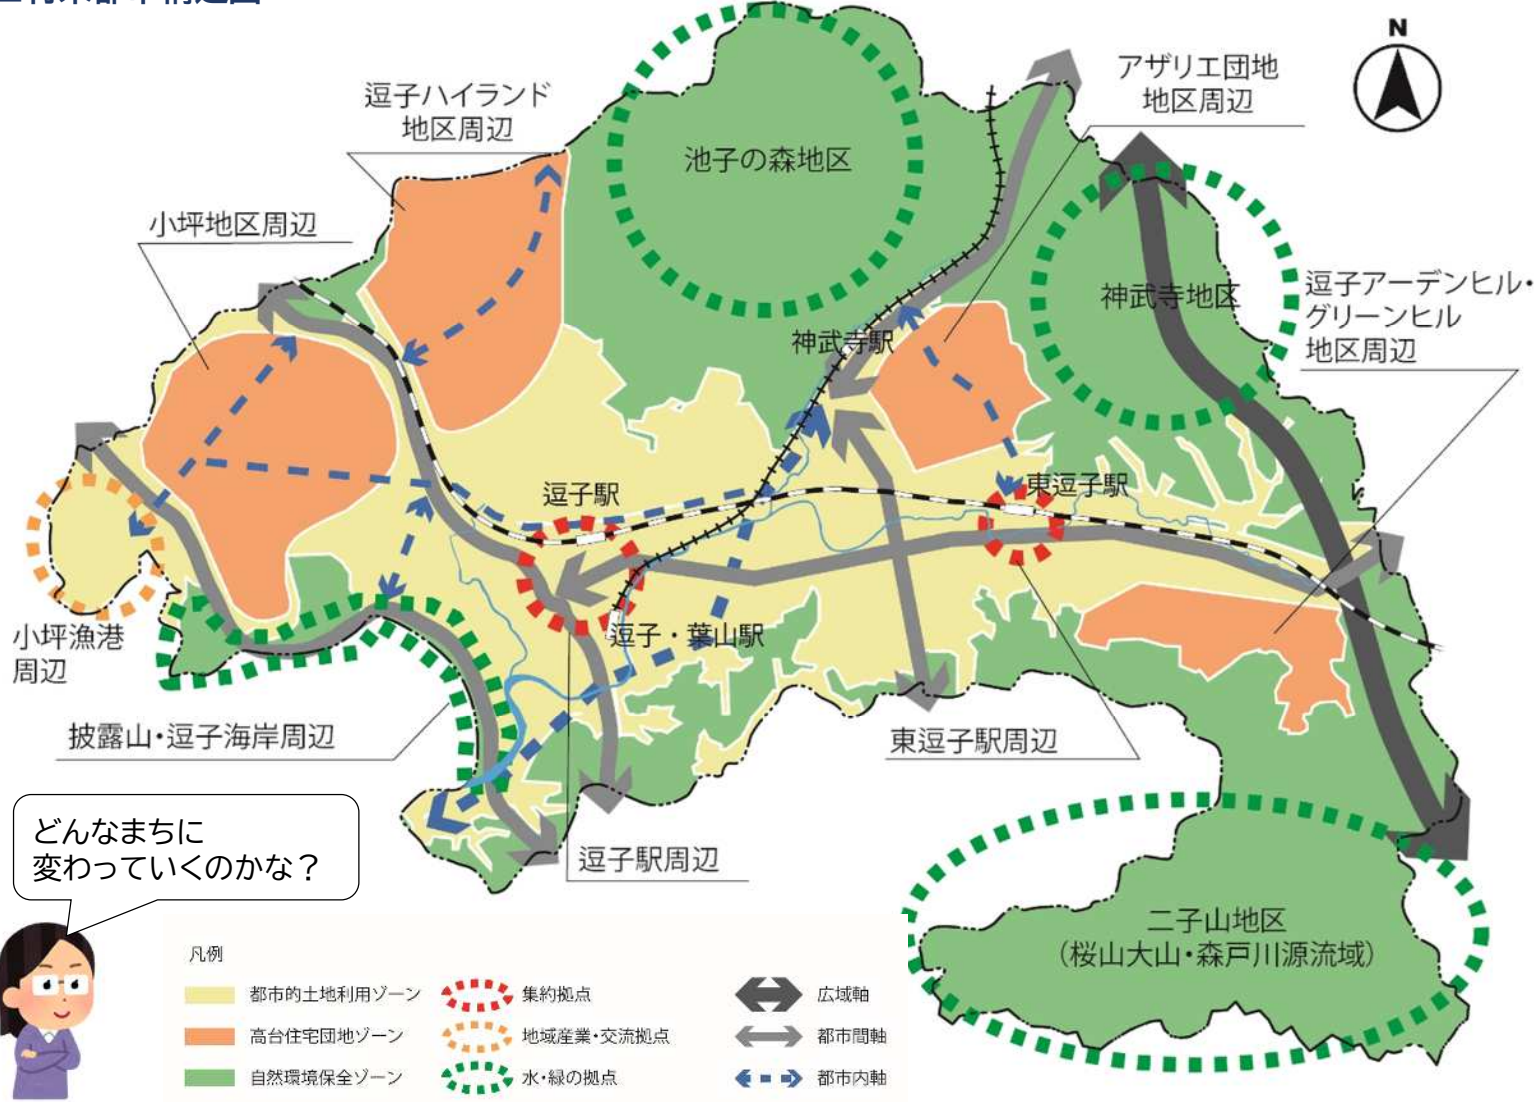 N
アザリエ団地
地区周辺
逗子ハイランド
地区周辺
池子の森地区
小坪地区周辺
神武寺地区
逗子アーデンヒル・
グリーンヒル
地区周辺
神武寺駅
逗子駅
東逗子駅
小坪漁港
周辺
逗子・葉山駅
披露山・逗子海岸周辺
東逗子駅周辺
どんなまちに
変わっていくのかな？
逗子駅周辺
二子山地区
（桜山大山・森戸川源流域）
凡例
都市的土地利用ゾーン
集約拠点
広域軸
高台住宅団地ゾーン
地域産業・交流拠点
都市間軸
自然環境保全ゾーン
水・緑の拠点
都市内軸